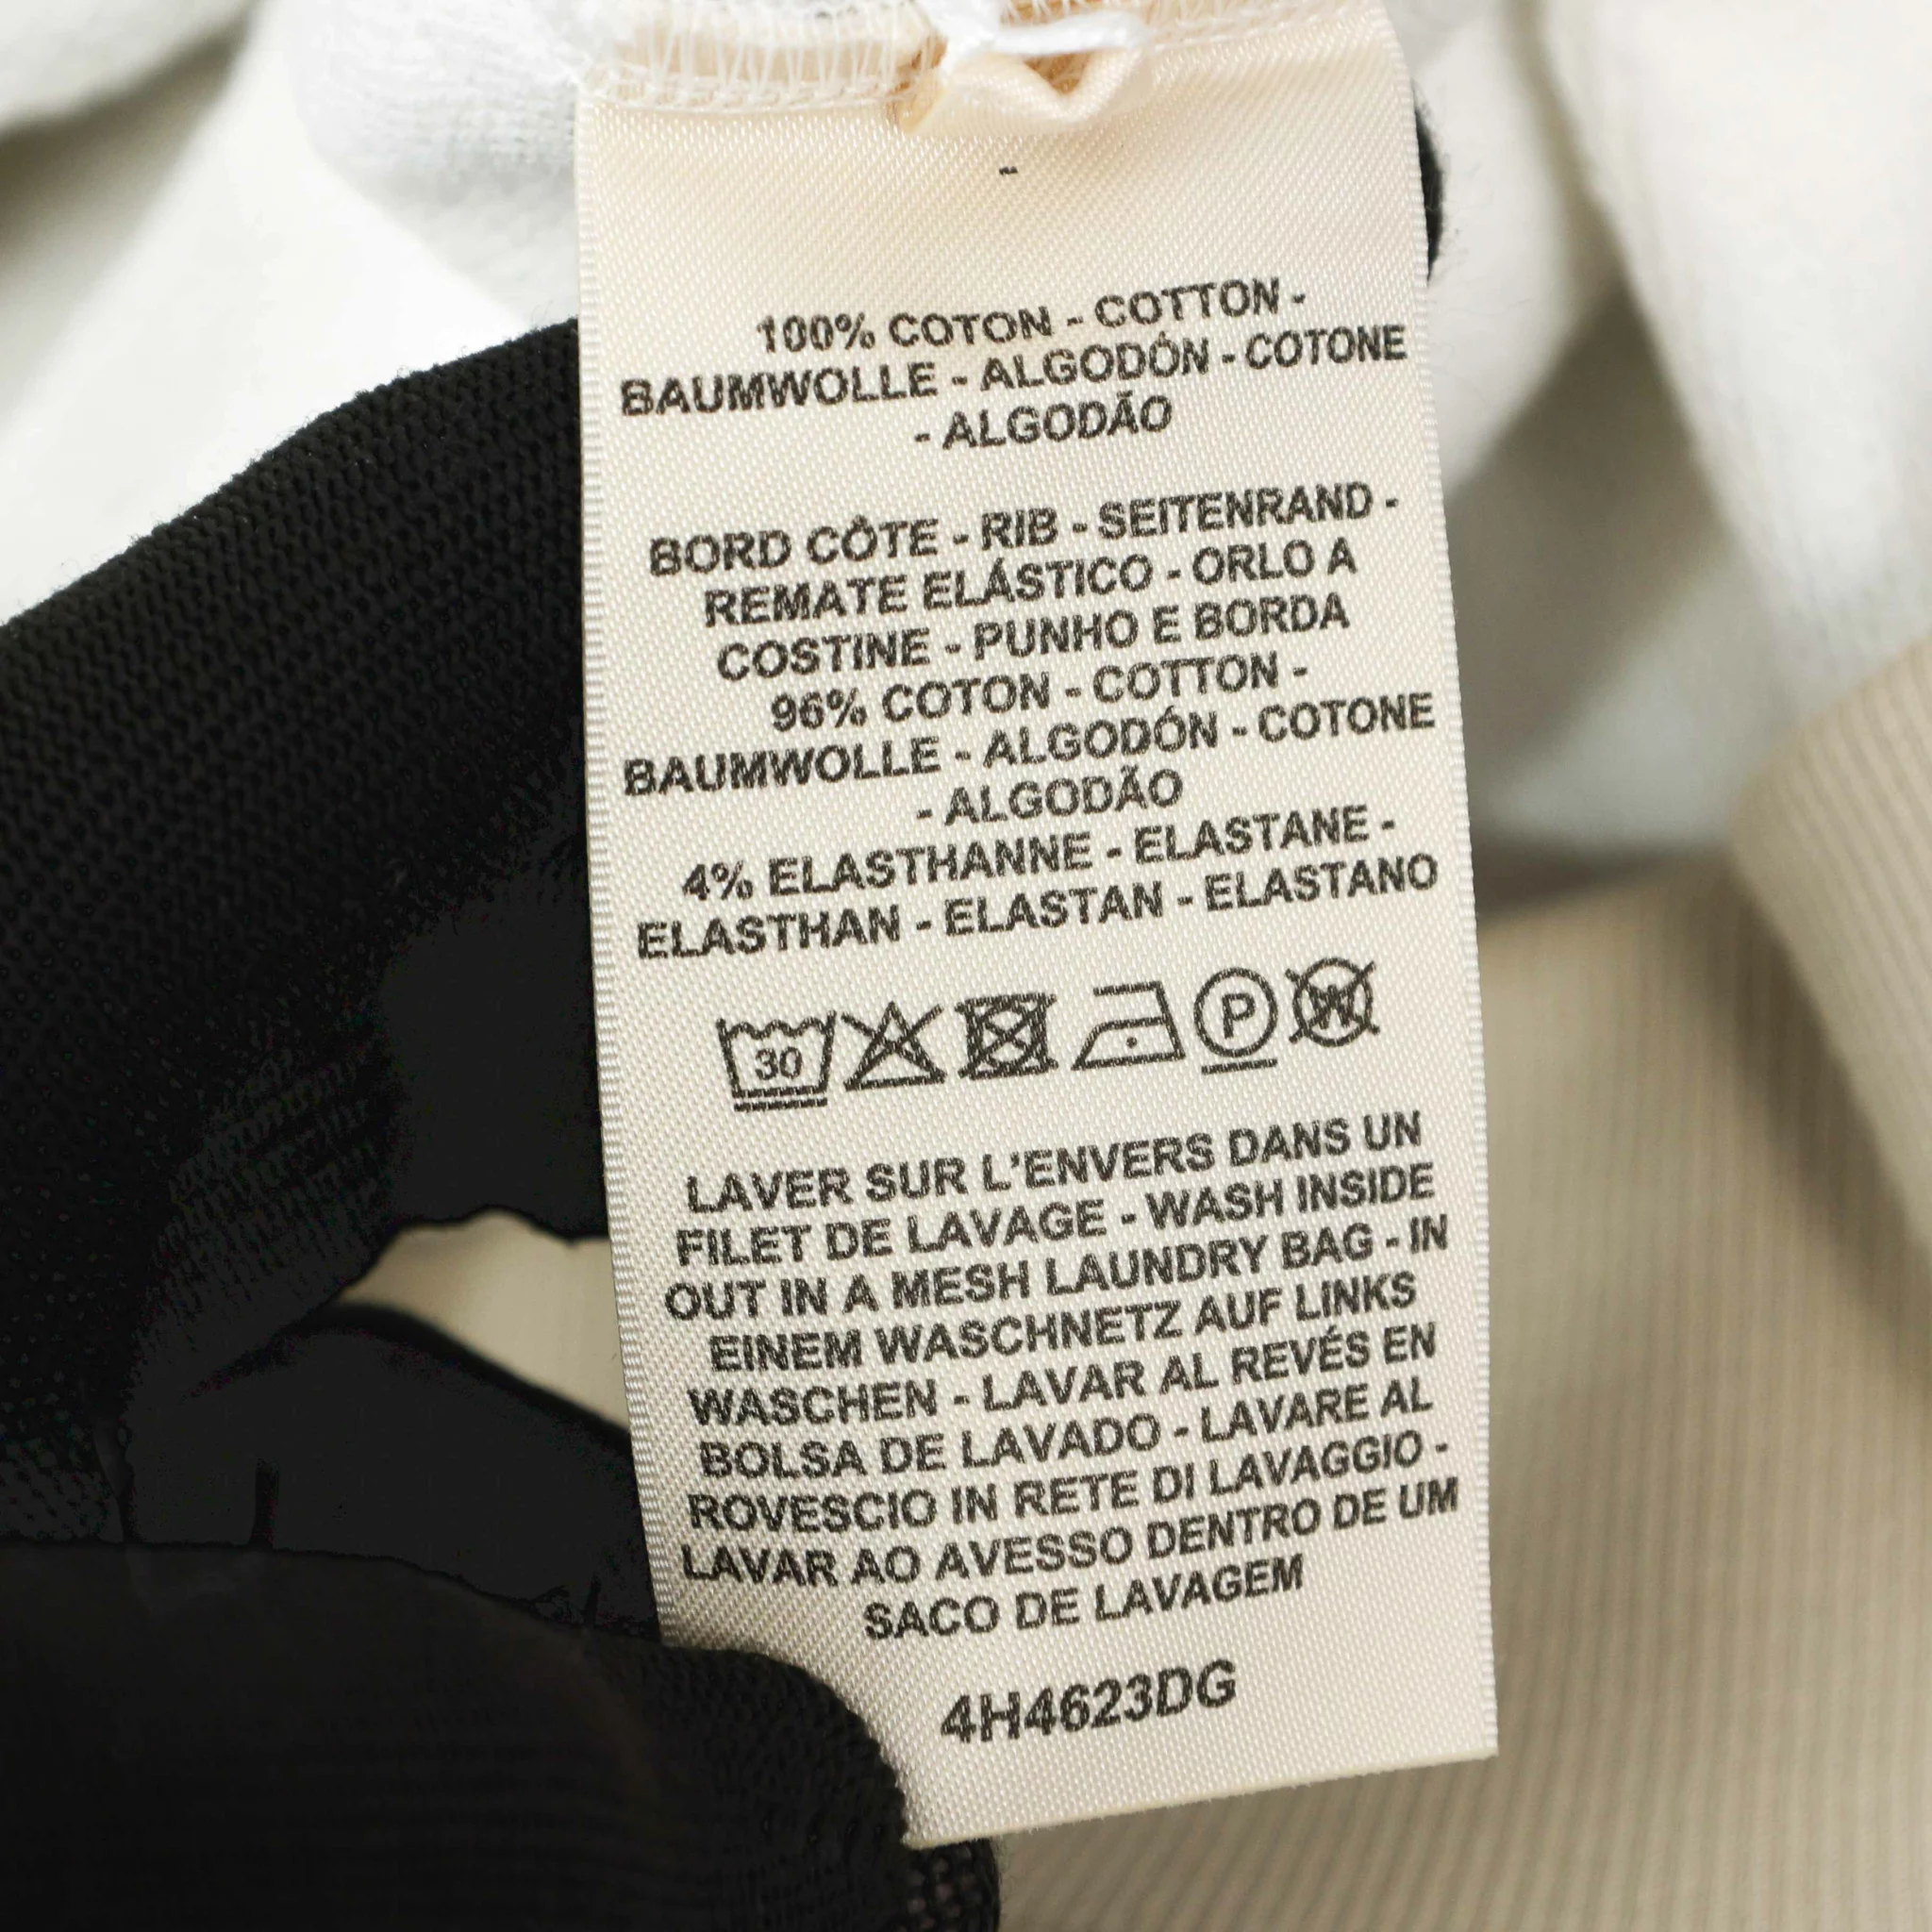 -
100% COTON - COTTON -
BAUMWOLLE - ALGODÓN - COTONE
- ALGODÃO
BORD CÔTE - RIB - SEITENRAND -
REMATE ELÁSTICO - ORLO A
COSTINE - PUNHO E BORDA
96% COTON - COTTON -
BAUMWOLLE - ALGODÓN - COTONE
- ALGODÃO
4% ELASTHANNE - ELASTANE -
ELASTHAN - ELASTAN - ELASTANO
30 P W
LAVER SUR L'ENVERS DANS UN
FILET DE LAVAGE - WASH INSIDE
OUT IN A MESH LAUNDRY BAG - IN
EINEM WASCHNETZ AUF LINKS
WASCHEN - LAVAR AL REVÉS EN
BOLSA DE LAVADO - LAVARE AL
ROVESCIO IN RETE DI LAVAGGIO -
LAVAR AO AVESSO DENTRO DE UM
SACO DE LAVAGEM
4H4623DG